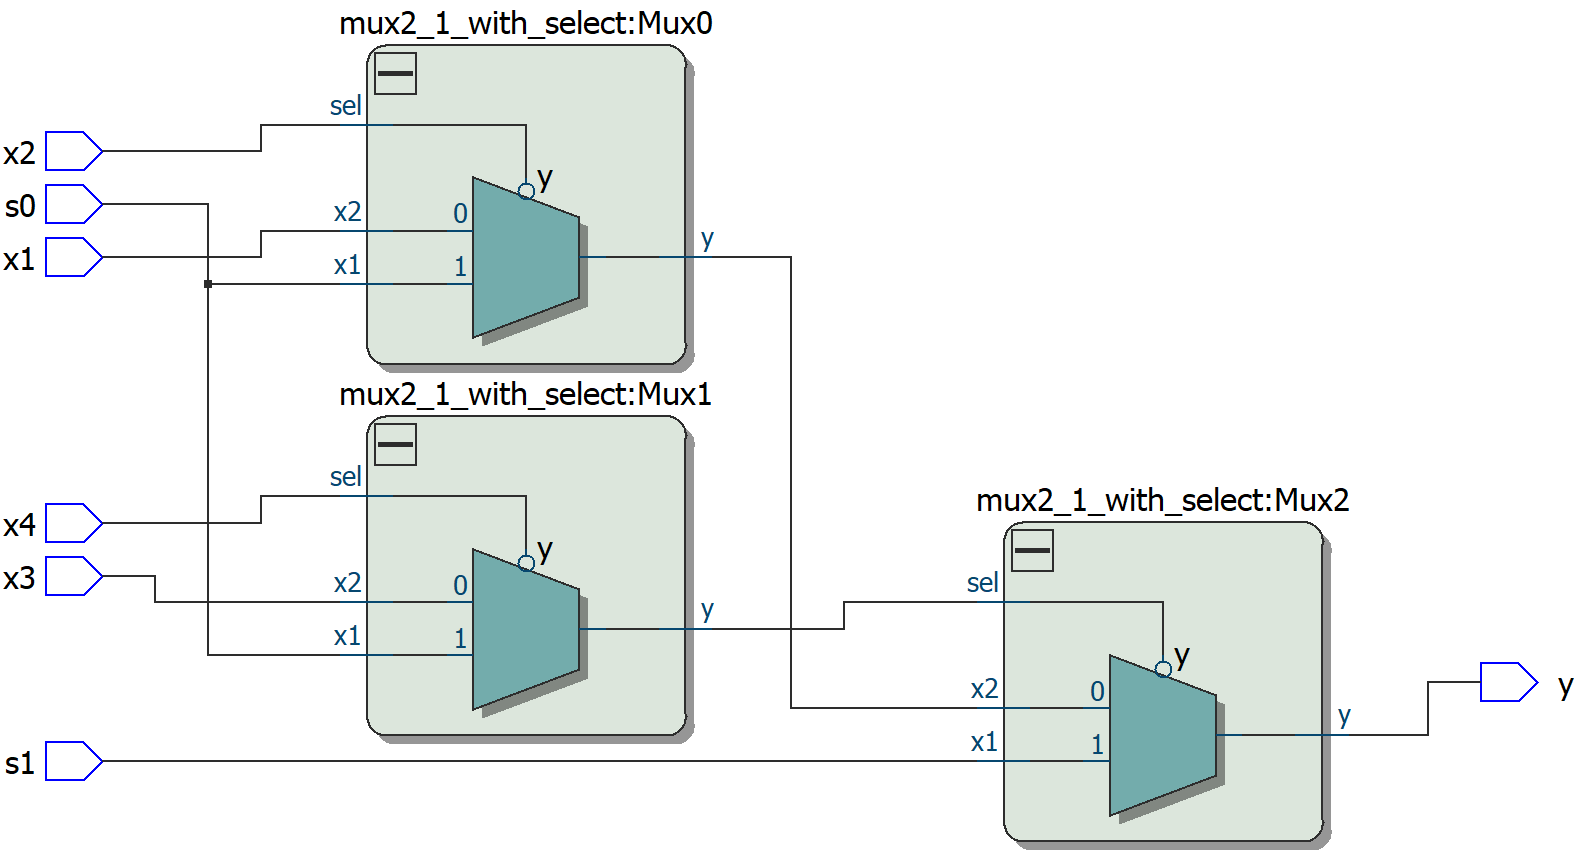 mux2_1_with_select:Mux0
sel
x2
y
s0
x2
0
y
x1
x1
1
mux2_1_with_select:Mux1
sel
x4
y
mux2_1_with_select:Mux2
x3
x2
0
sel
y
x1
1
y
x2
0
y
y
x1
1
s1